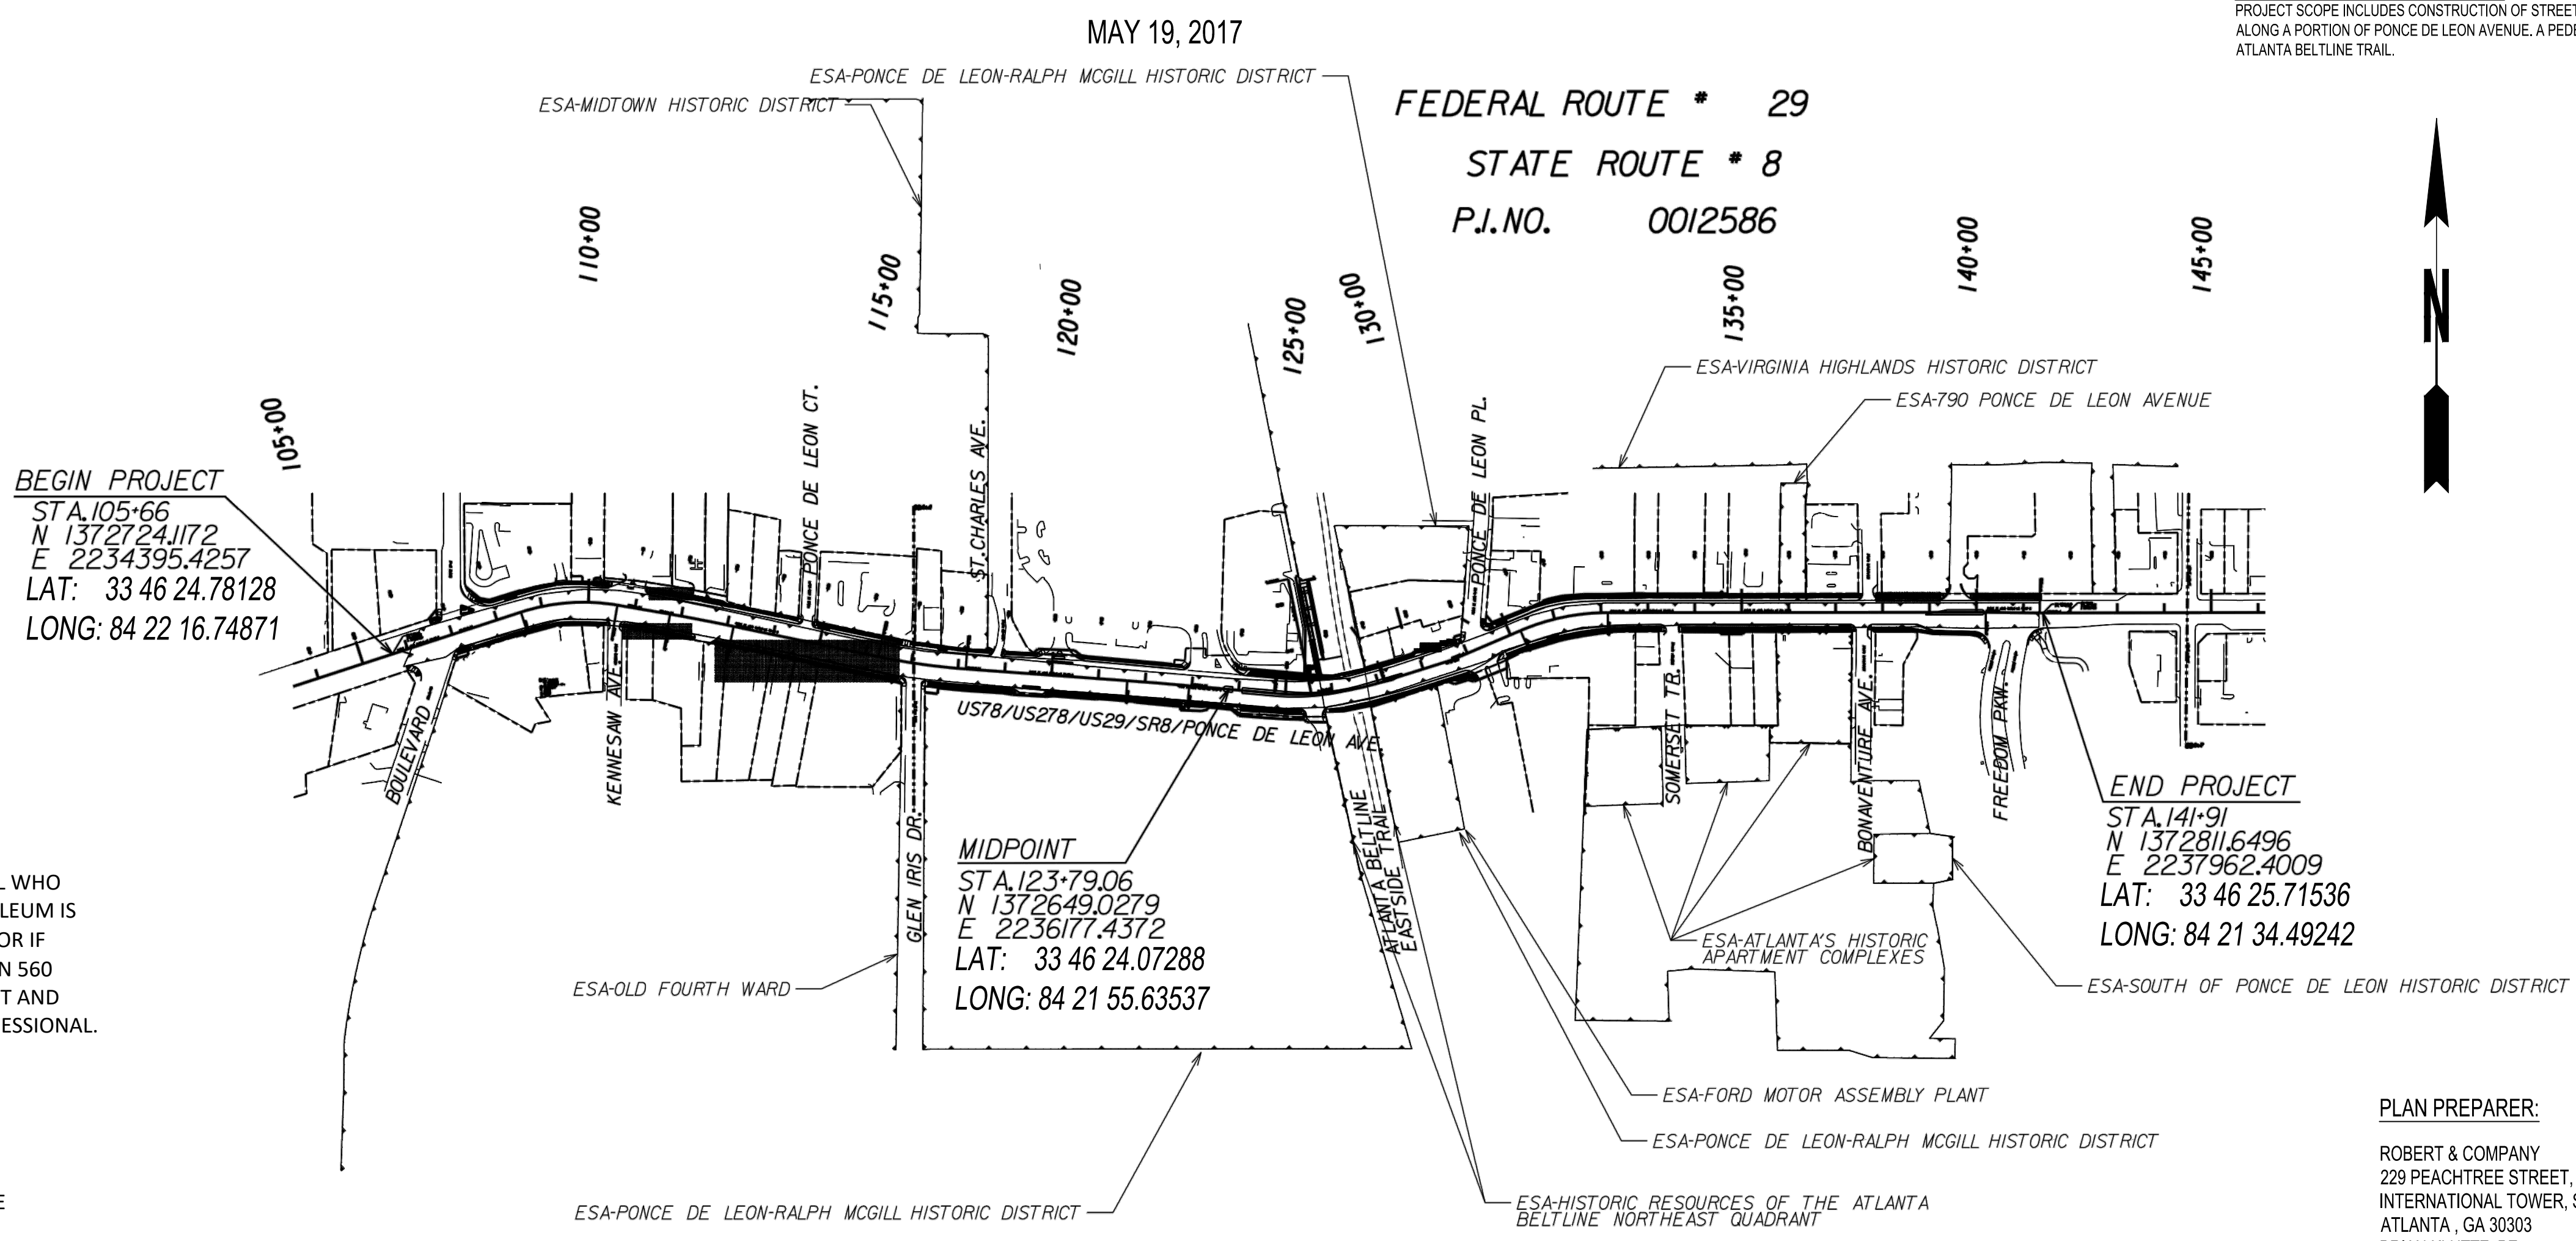 PROJECT SCOPE INCLUDES CONSTRUCTION OF STREET
ALONG A PORTION OF PONCE DE LEON AVENUE. A PEDE
ATLANTA BELTLINE TRAIL.
MAY 19, 2017
ESA-PONCE DE LEON-RALPH MCGILL HISTORIC DISTRICT
ESA-MIDTOWN HISTORIC DISTRICT
FEDERAL ROUTE # 29
STATE ROUTE # 8
P.I.NO. 0012586
N
105+00
110+00
115+00
120+00
125+00
130+00
135+00
140+00
145+00
ESA-VIRGINIA HIGHLANDS HISTORIC DISTRICT
ESA-790 PONCE DE LEON AVENUE
BEGIN PROJECT
STA.105+66
N 1372724.1172
E 2234395.4257
LAT: 33 46 24.78128
LONG: 84 22 16.74871
PONCE DE LEON CT.
ST.CHARLES AVE.
PONCE DE LEON PL.
BOULEVARD
KENNESAW AVE.
GLEN IRIS DR.
US78/US278/US29/SR8/PONCE DE LEON AVE.
ATLANTA BELTLINE
EASTSIDE TRAIL
SOMERSET TR.
BONAVENTURE AVE.
FREEDOM PKW.
MIDPOINT
STA.123+79.06
N 1372649.0279
E 2236177.4372
LAT: 33 46 24.07288
LONG: 84 21 55.63537
END PROJECT
STA.141+91
N 1372811.6496
E 2237962.4009
LAT: 33 46 25.71536
LONG: 84 21 34.49242
L WHO
LEUM IS
OR IF
N 560
T AND
ESSIONAL.
E
ESA-OLD FOURTH WARD
ESA-ATLANTA'S HISTORIC
APARTMENT COMPLEXES
ESA-SOUTH OF PONCE DE LEON HISTORIC DISTRICT
ESA-FORD MOTOR ASSEMBLY PLANT
ESA-PONCE DE LEON-RALPH MCGILL HISTORIC DISTRICT
ESA-HISTORIC RESOURCES OF THE ATLANTA
BELTLINE NORTHEAST QUADRANT
ESA-PONCE DE LEON-RALPH MCGILL HISTORIC DISTRICT
PLAN PREPARER:
ROBERT & COMPANY
229 PEACHTREE STREET,
INTERNATIONAL TOWER, S
ATLANTA , GA 30303